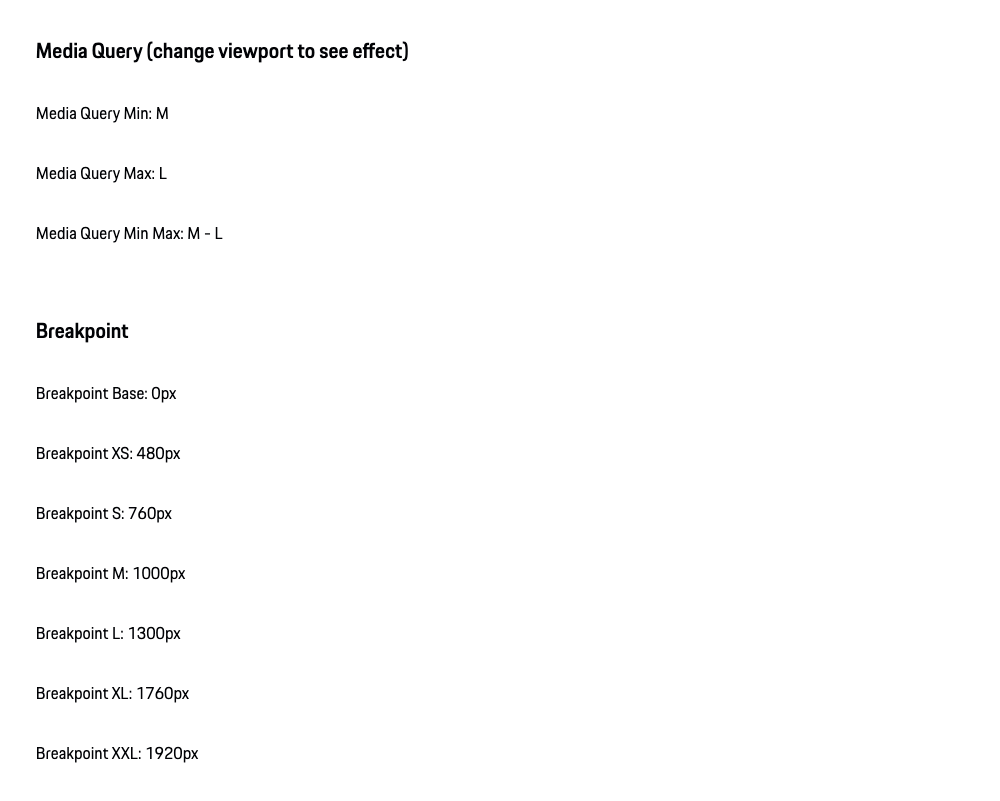 Media Query (change viewport to see effect)
Media Query Min: M
Media Query Max: L
Media Query Min Max: M - L
Breakpoint
Breakpoint Base: 0px
Breakpoint XS: 480px
Breakpoint S: 760px
Breakpoint M: 1000px
Breakpoint L: 1300px
Breakpoint XL: 1760px
Breakpoint XXL: 1920px